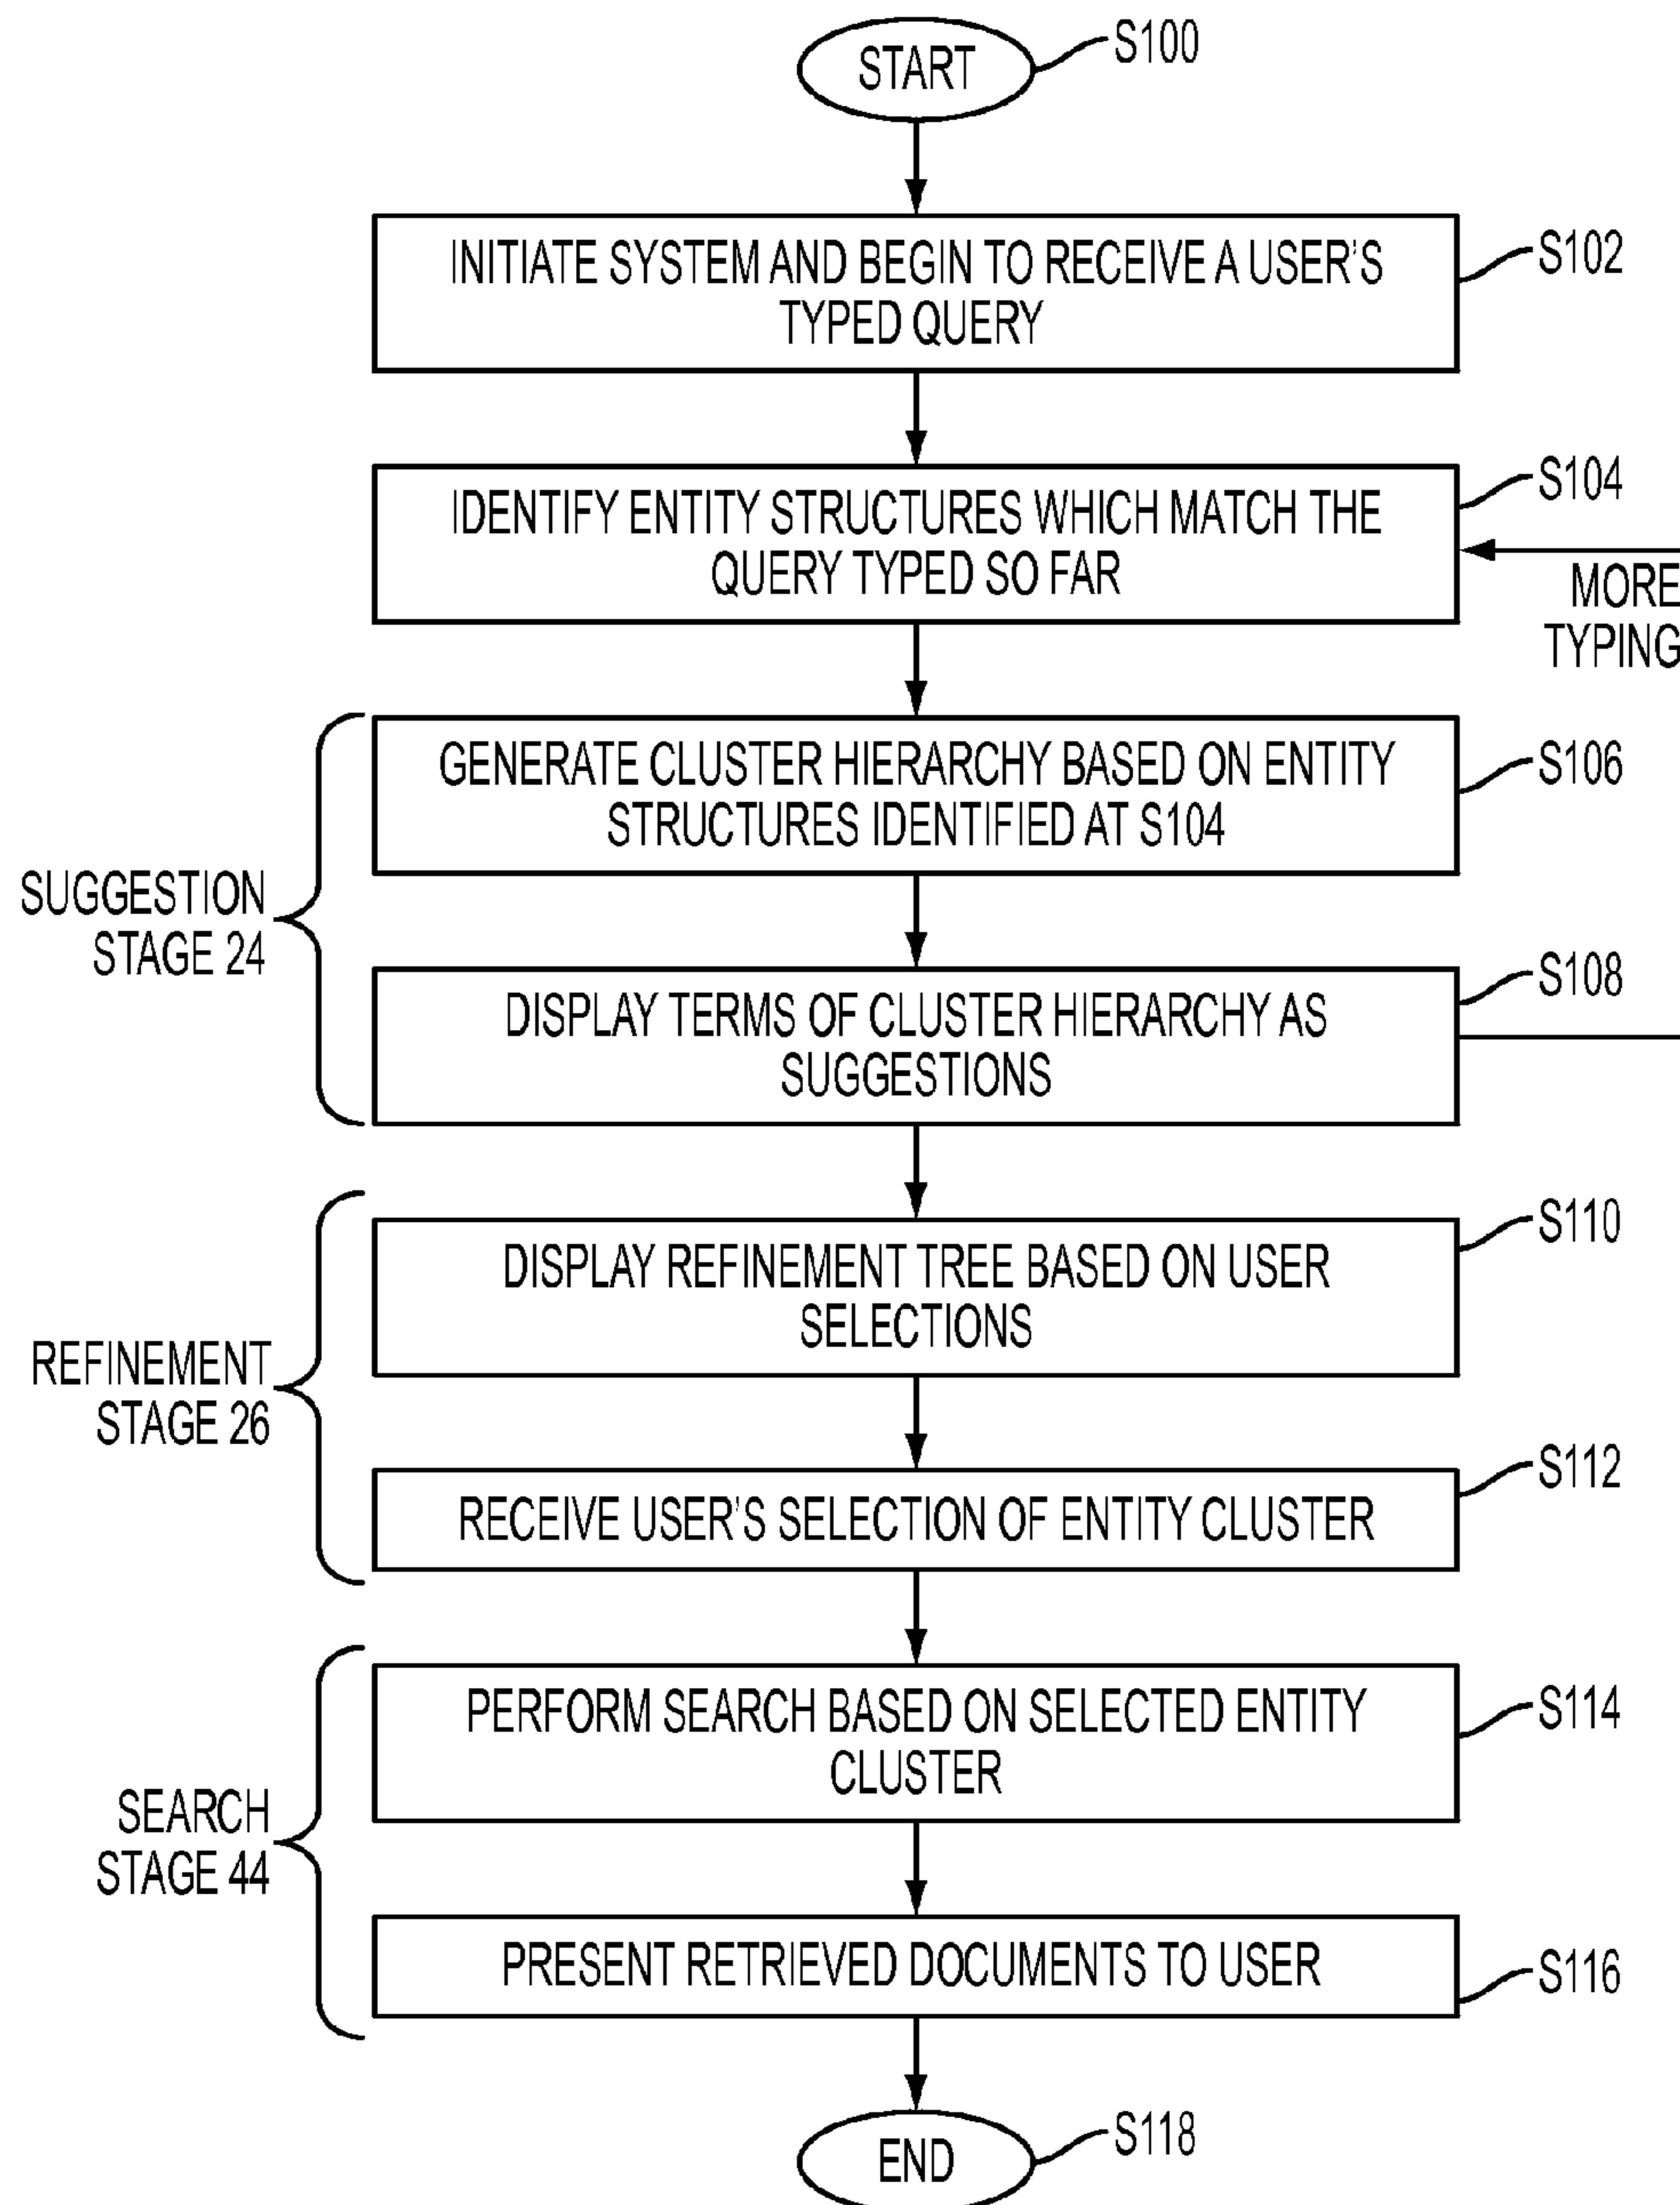 START
S100
INITIATE SYSTEM AND BEGIN TO RECEIVE A USER'S
TYPED QUERY
S102
IDENTIFY ENTITY STRUCTURES WHICH MATCH THE
QUERY TYPED SO FAR
S104
MORE
TYPING
GENERATE CLUSTER HIERARCHY BASED ON ENTITY
STRUCTURES IDENTIFIED AT S104
S106
SUGGESTION
STAGE 24
DISPLAY TERMS OF CLUSTER HIERARCHY AS
SUGGESTIONS
S108
DISPLAY REFINEMENT TREE BASED ON USER
SELECTIONS
S110
REFINEMENT
STAGE 26
RECEIVE USER'S SELECTION OF ENTITY CLUSTER
S112
PERFORM SEARCH BASED ON SELECTED ENTITY
CLUSTER
S114
SEARCH
STAGE 44
PRESENT RETRIEVED DOCUMENTS TO USER
S116
END
S118